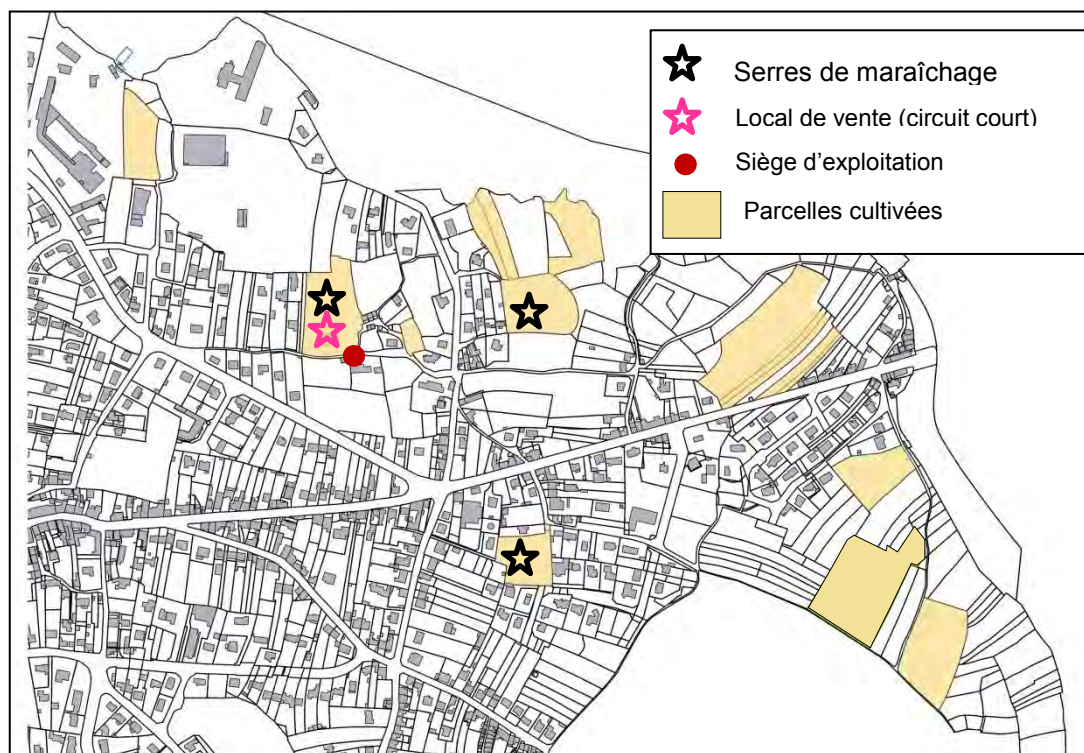 Serres de maraîchage
Local de vente (circuit court)
Siège d'exploitation
Parcelles cultivées